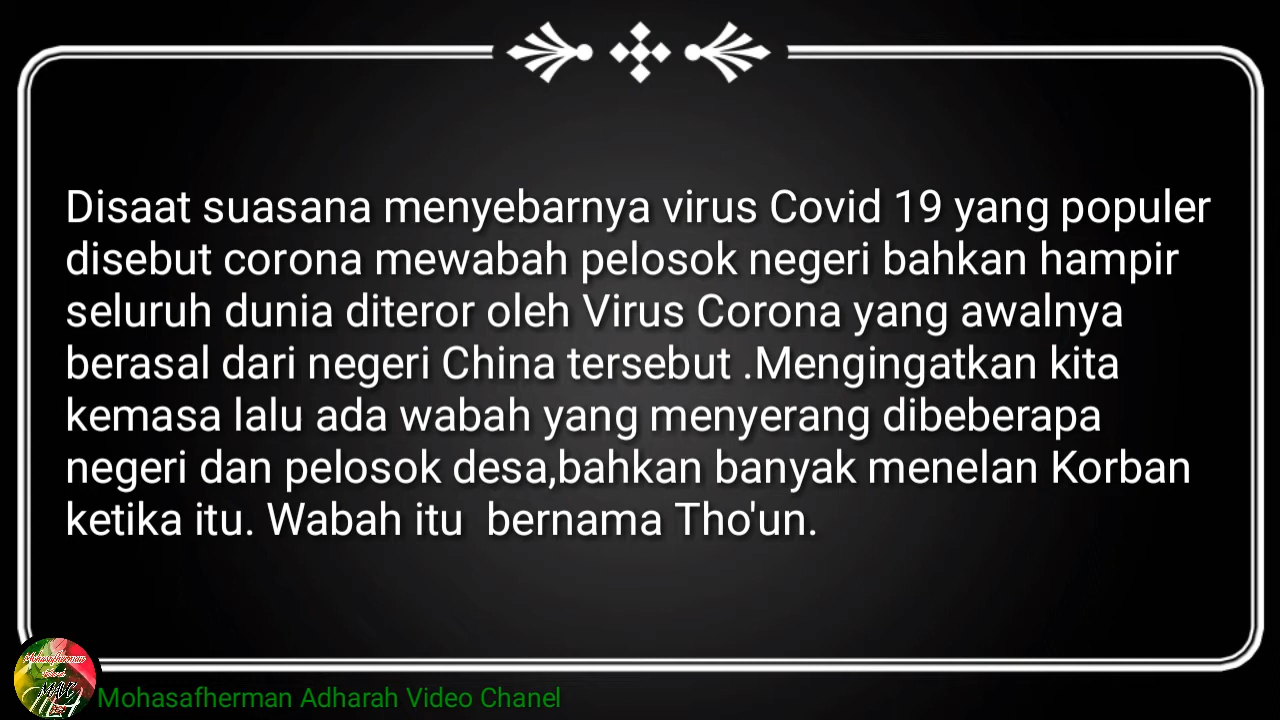 Disaat suasana menyebarnya virus Covid 19 yang populer
disebut corona mewabah pelosok negeri bahkan hampir
seluruh dunia diteror oleh Virus Corona yang awalnya
berasal dari negeri China tersebut .Mengingatkan kita
kemasa lalu ada wabah yang menyerang dibeberapa
negeri dan pelosok desa,bahkan banyak menelan Korban
ketika itu. Wabah itu  bernama Tho'un.
Mohasafherman Adharah Video Chanel